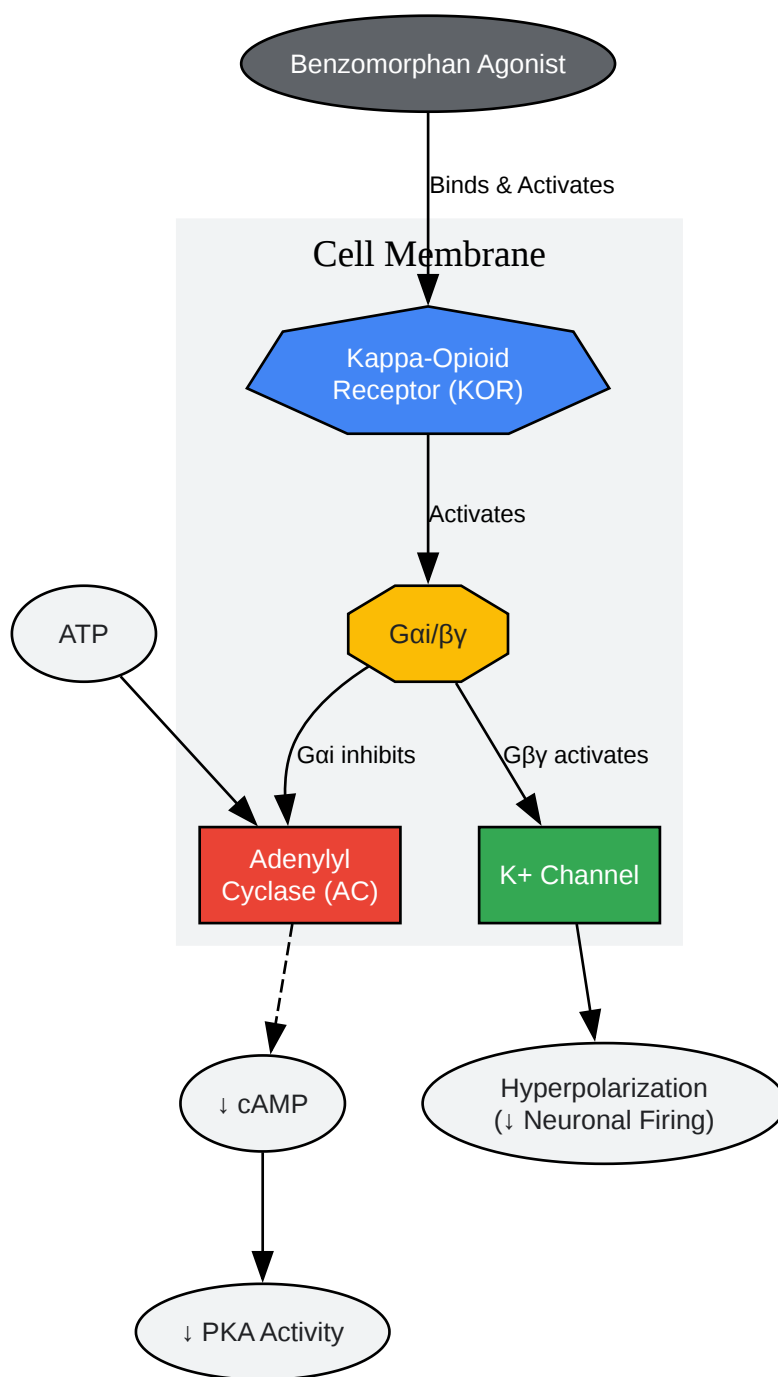 Benzomorphan Agonist
Binds & Activates
Cell Membrane
Kappa-Opioid
Receptor (KOR)
Activates
ATP
Gαi/βγ
Gαi inhibits
Gβγ activates
Adenylyl
Cyclase (AC)
K+ Channel
↓ cAMP
Hyperpolarization
(↓ Neuronal Firing)
↓ PKA Activity